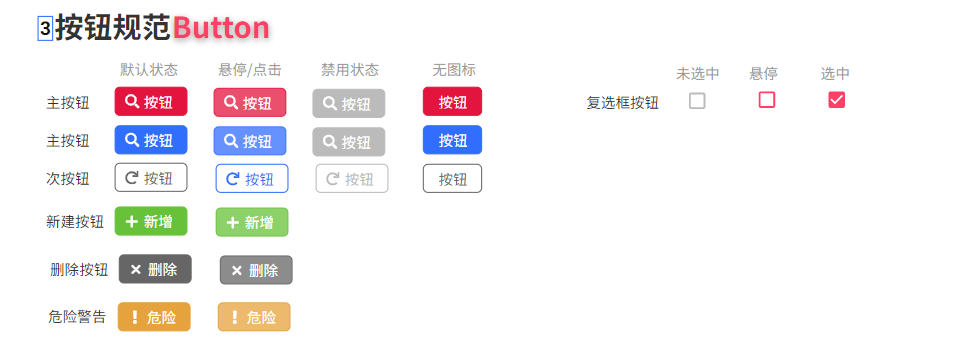 3按钮规范Button
默认状态 悬停/点击 禁用状态 无图标
未选中 悬停 选中
主按钮 按钮 按钮 按钮 按钮
复选框按钮
主按钮 按钮 按钮 按钮 按钮
次按钮 按钮 按钮 按钮 按钮
新建按钮 新增 新增
删除按钮 删除 删除
危险警告 危险 危险